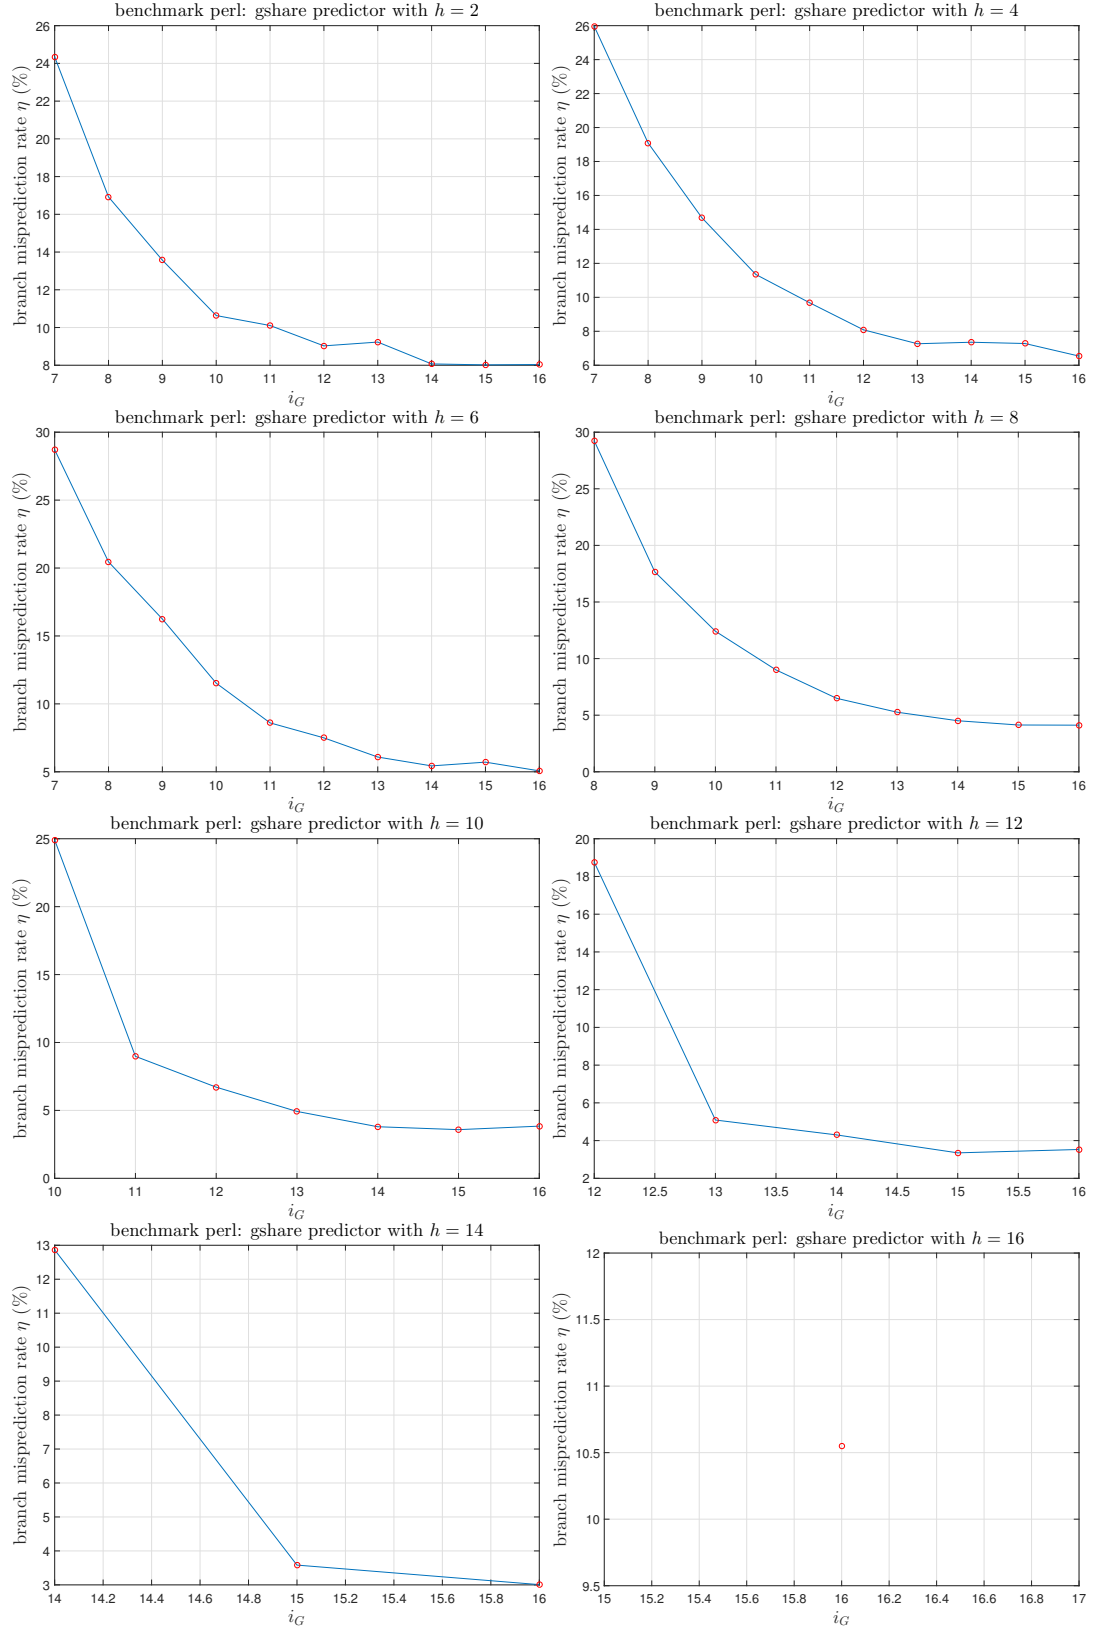 benchmark perl: gshare predictor with h = 2
branch misprediction rate η (%)
26
24
22
20
18
16
14
12
10
8
7 8 9 10 11 12 13 14 15 16
i_G
benchmark perl: gshare predictor with h = 4
branch misprediction rate η (%)
26
24
22
20
18
16
14
12
10
8
6
7 8 9 10 11 12 13 14 15 16
i_G
benchmark perl: gshare predictor with h = 6
branch misprediction rate η (%)
30
25
20
15
10
5
7 8 9 10 11 12 13 14 15 16
i_G
benchmark perl: gshare predictor with h = 8
branch misprediction rate η (%)
30
25
20
15
10
5
0
8 9 10 11 12 13 14 15 16
i_G
benchmark perl: gshare predictor with h = 10
branch misprediction rate η (%)
25
20
15
10
5
0
10 11 12 13 14 15 16
i_G
benchmark perl: gshare predictor with h = 12
branch misprediction rate η (%)
20
18
16
14
12
10
8
6
4
2
12 12.5 13 13.5 14 14.5 15 15.5 16
i_G
benchmark perl: gshare predictor with h = 14
branch misprediction rate η (%)
13
12
11
10
9
8
7
6
5
4
3
14 14.2 14.4 14.6 14.8 15 15.2 15.4 15.6 15.8 16
i_G
benchmark perl: gshare predictor with h = 16
branch misprediction rate η (%)
12
11.5
11
10.5
10
9.5
15 15.2 15.4 15.6 15.8 16 16.2 16.4 16.6 16.8 17
i_G